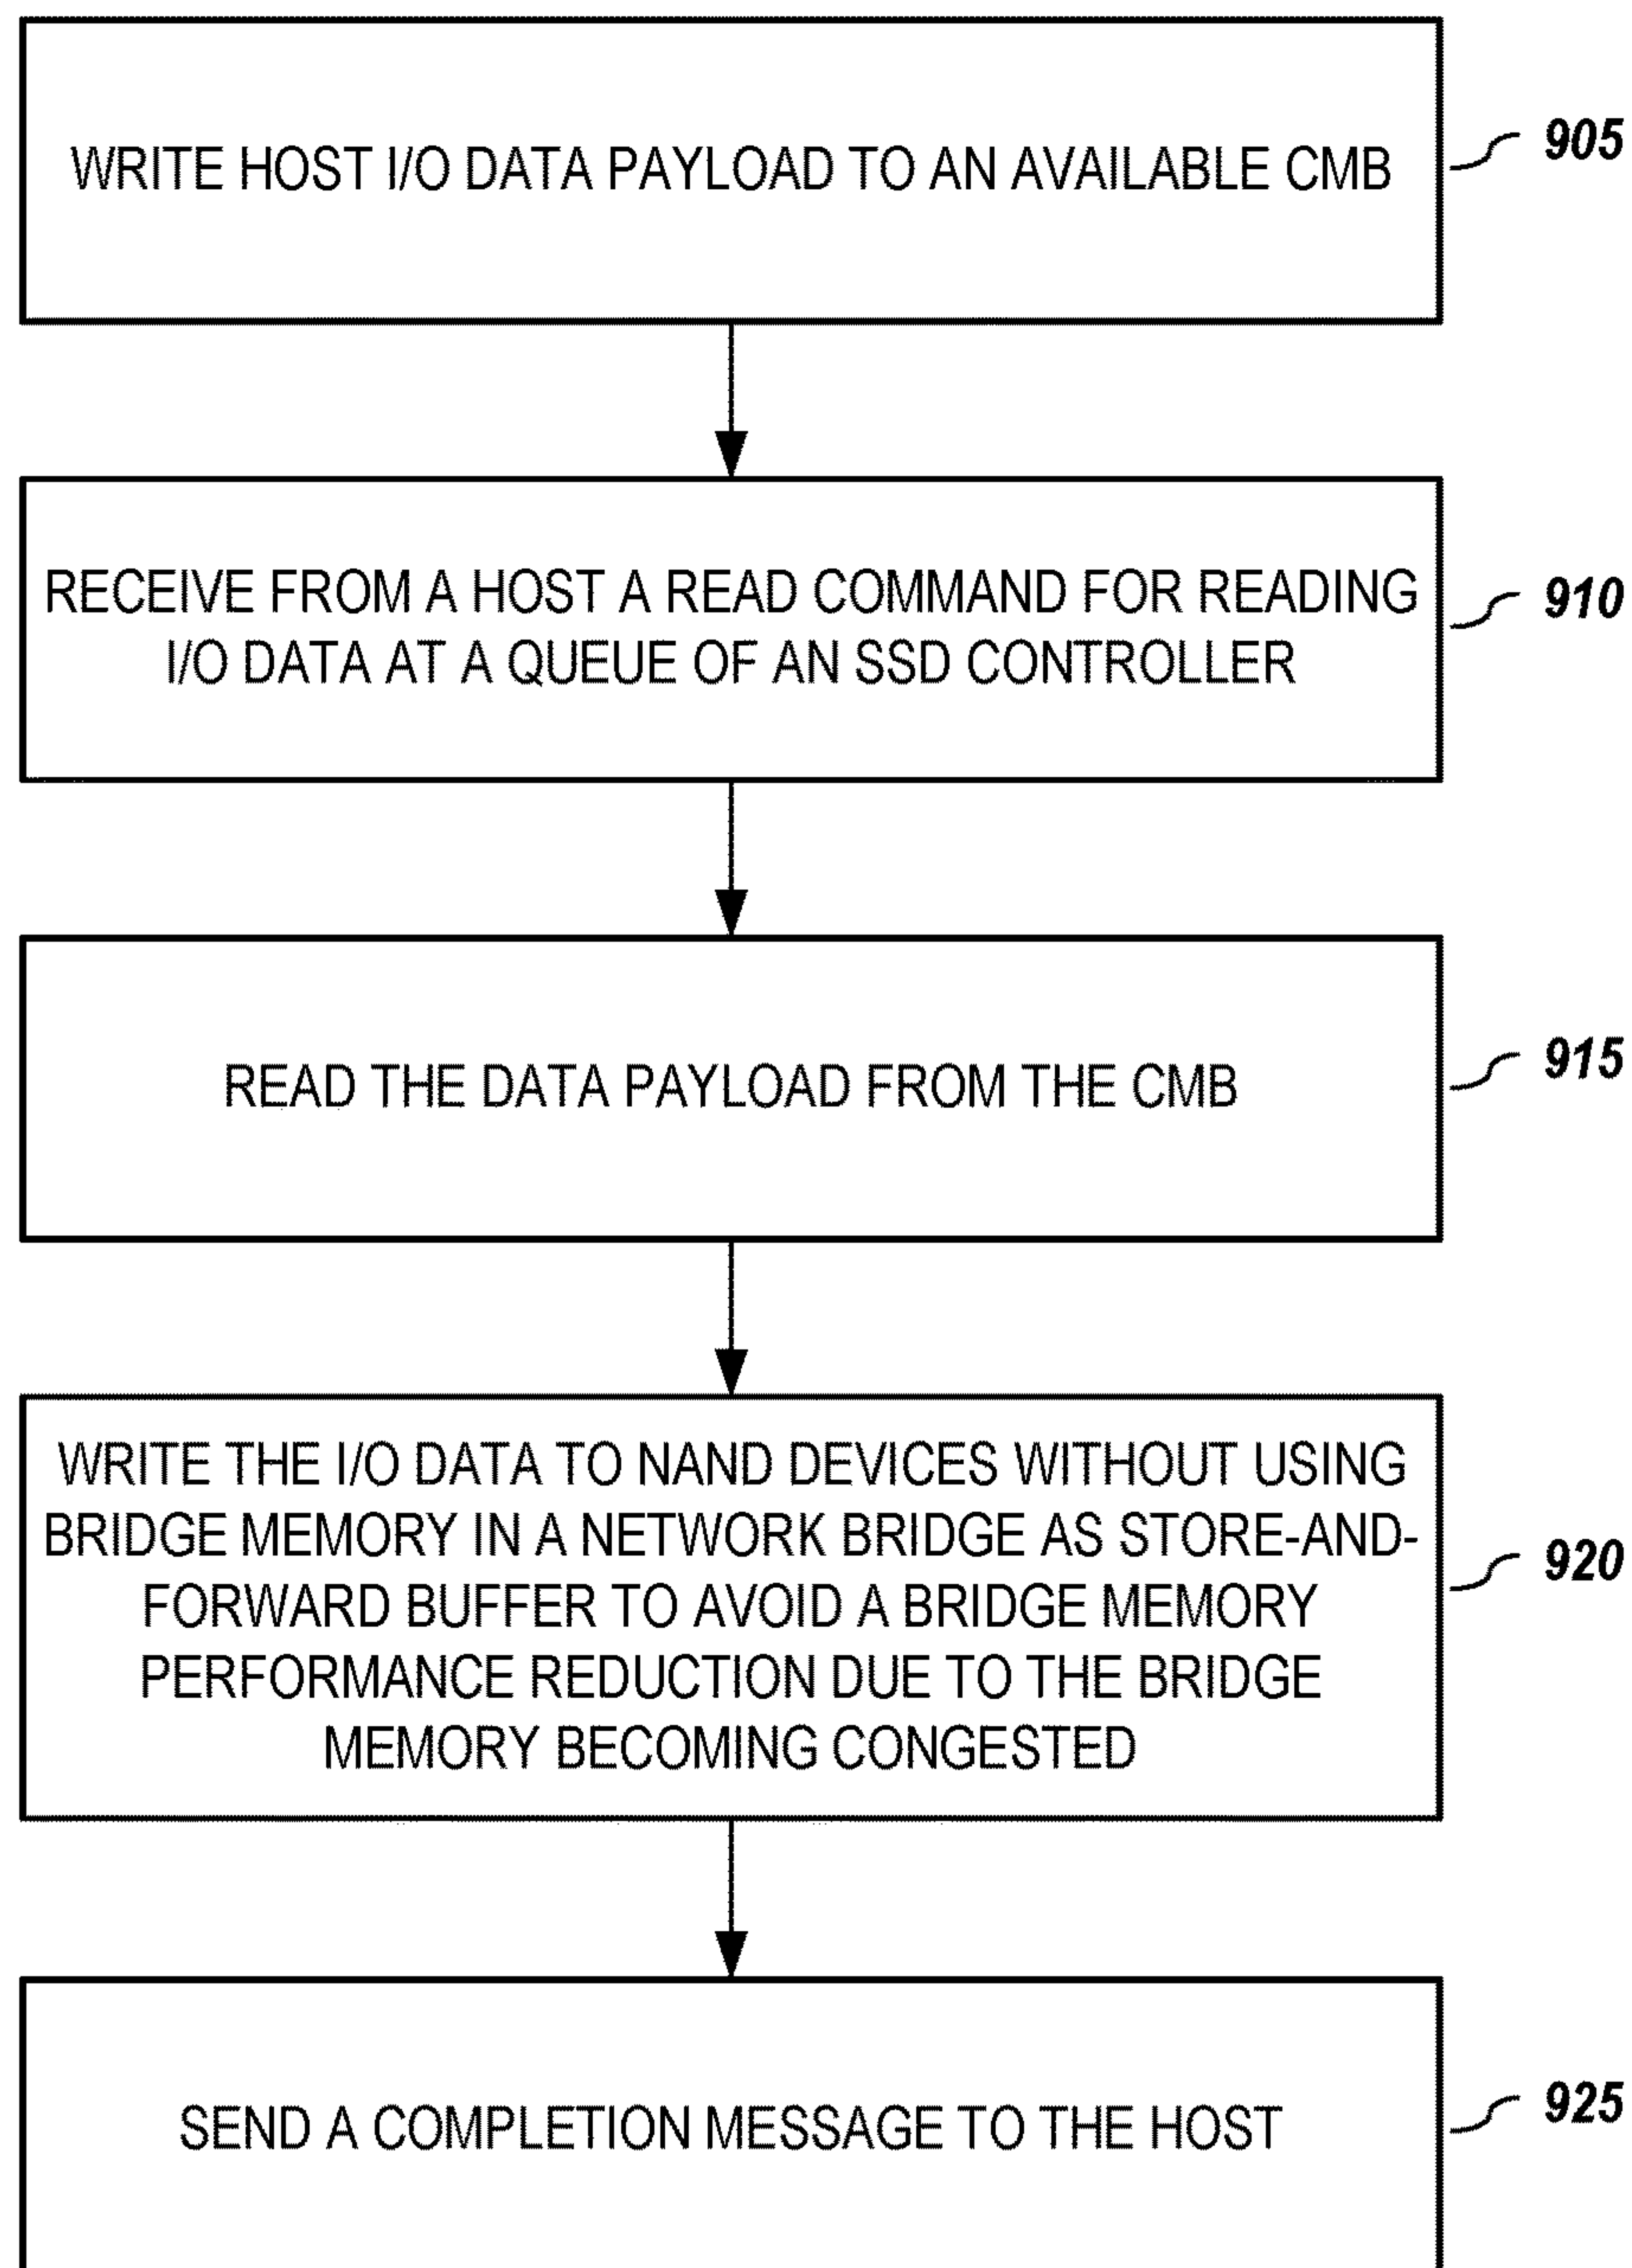 WRITE HOST I/O DATA PAYLOAD TO AN AVAILABLE CMB
905
RECEIVE FROM A HOST A READ COMMAND FOR READING
I/O DATA AT A QUEUE OF AN SSD CONTROLLER
910
READ THE DATA PAYLOAD FROM THE CMB
915
WRITE THE I/O DATA TO NAND DEVICES WITHOUT USING
BRIDGE MEMORY IN A NETWORK BRIDGE AS STORE-AND-
FORWARD BUFFER TO AVOID A BRIDGE MEMORY
PERFORMANCE REDUCTION DUE TO THE BRIDGE
MEMORY BECOMING CONGESTED
920
SEND A COMPLETION MESSAGE TO THE HOST
925